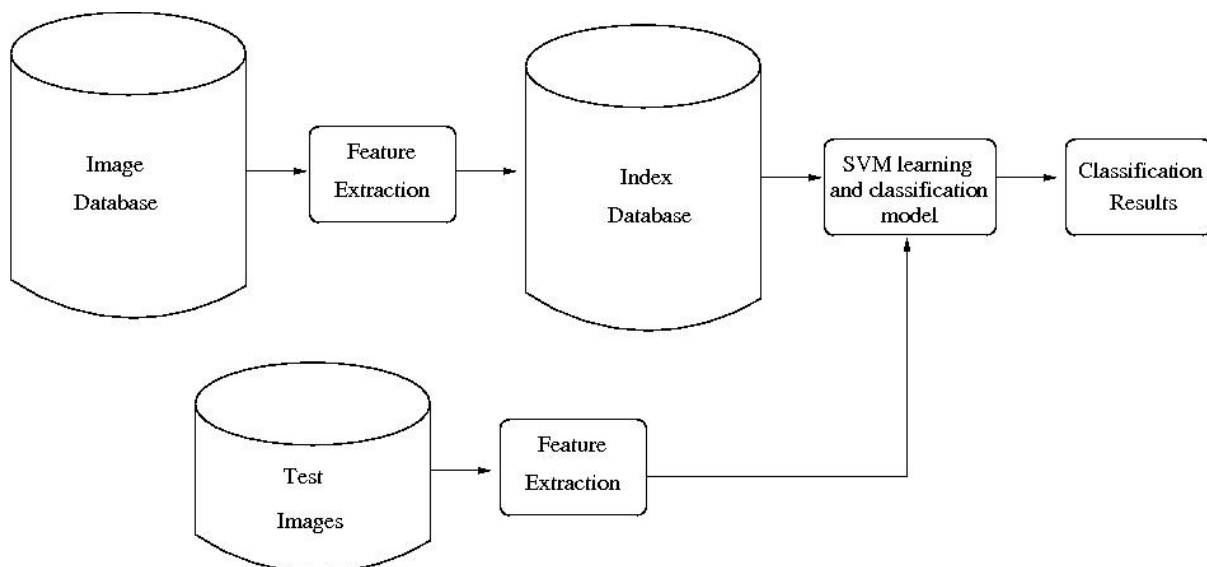 Image
Database
Feature
Extraction
Index
Database
SVM learning
and classification
model
Classification
Results
Test
Images
Feature
Extraction